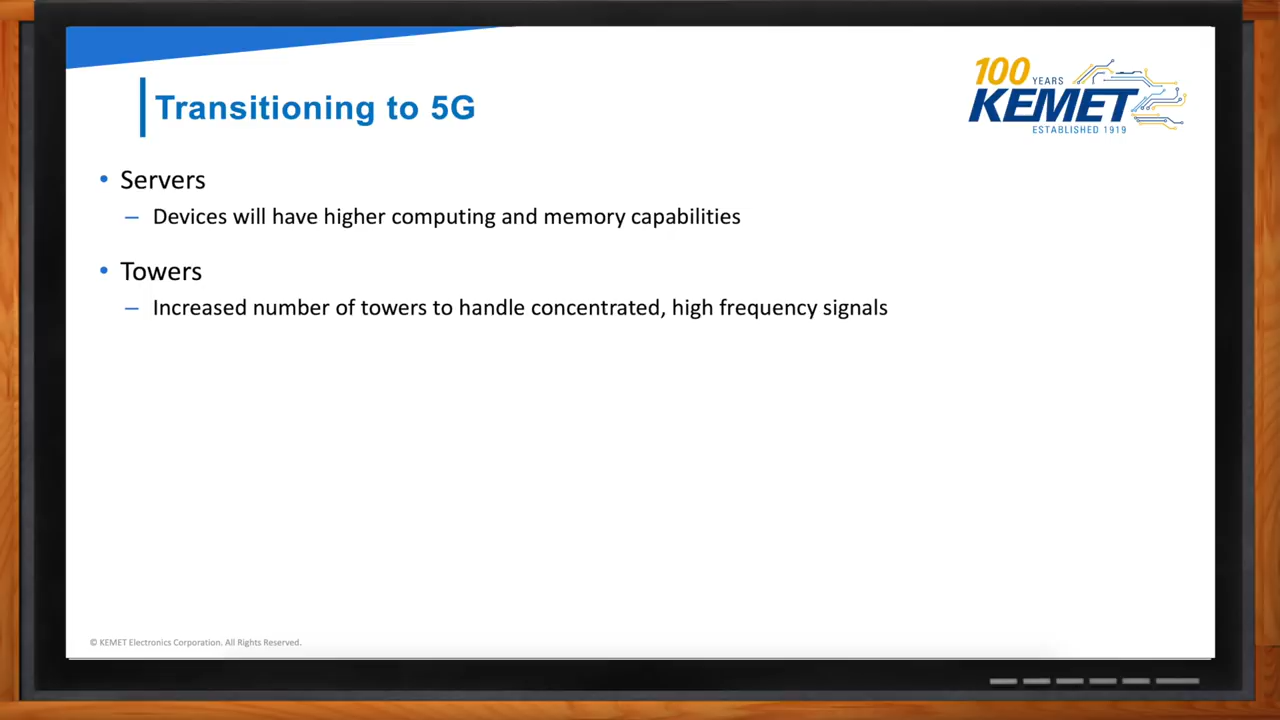 Transitioning to 5G
100 YEARS
KEMET
ESTABLISHED 1919
• Servers
– Devices will have higher computing and memory capabilities
• Towers
– Increased number of towers to handle concentrated, high frequency signals
© KEMET Electronics Corporation. All Rights Reserved.